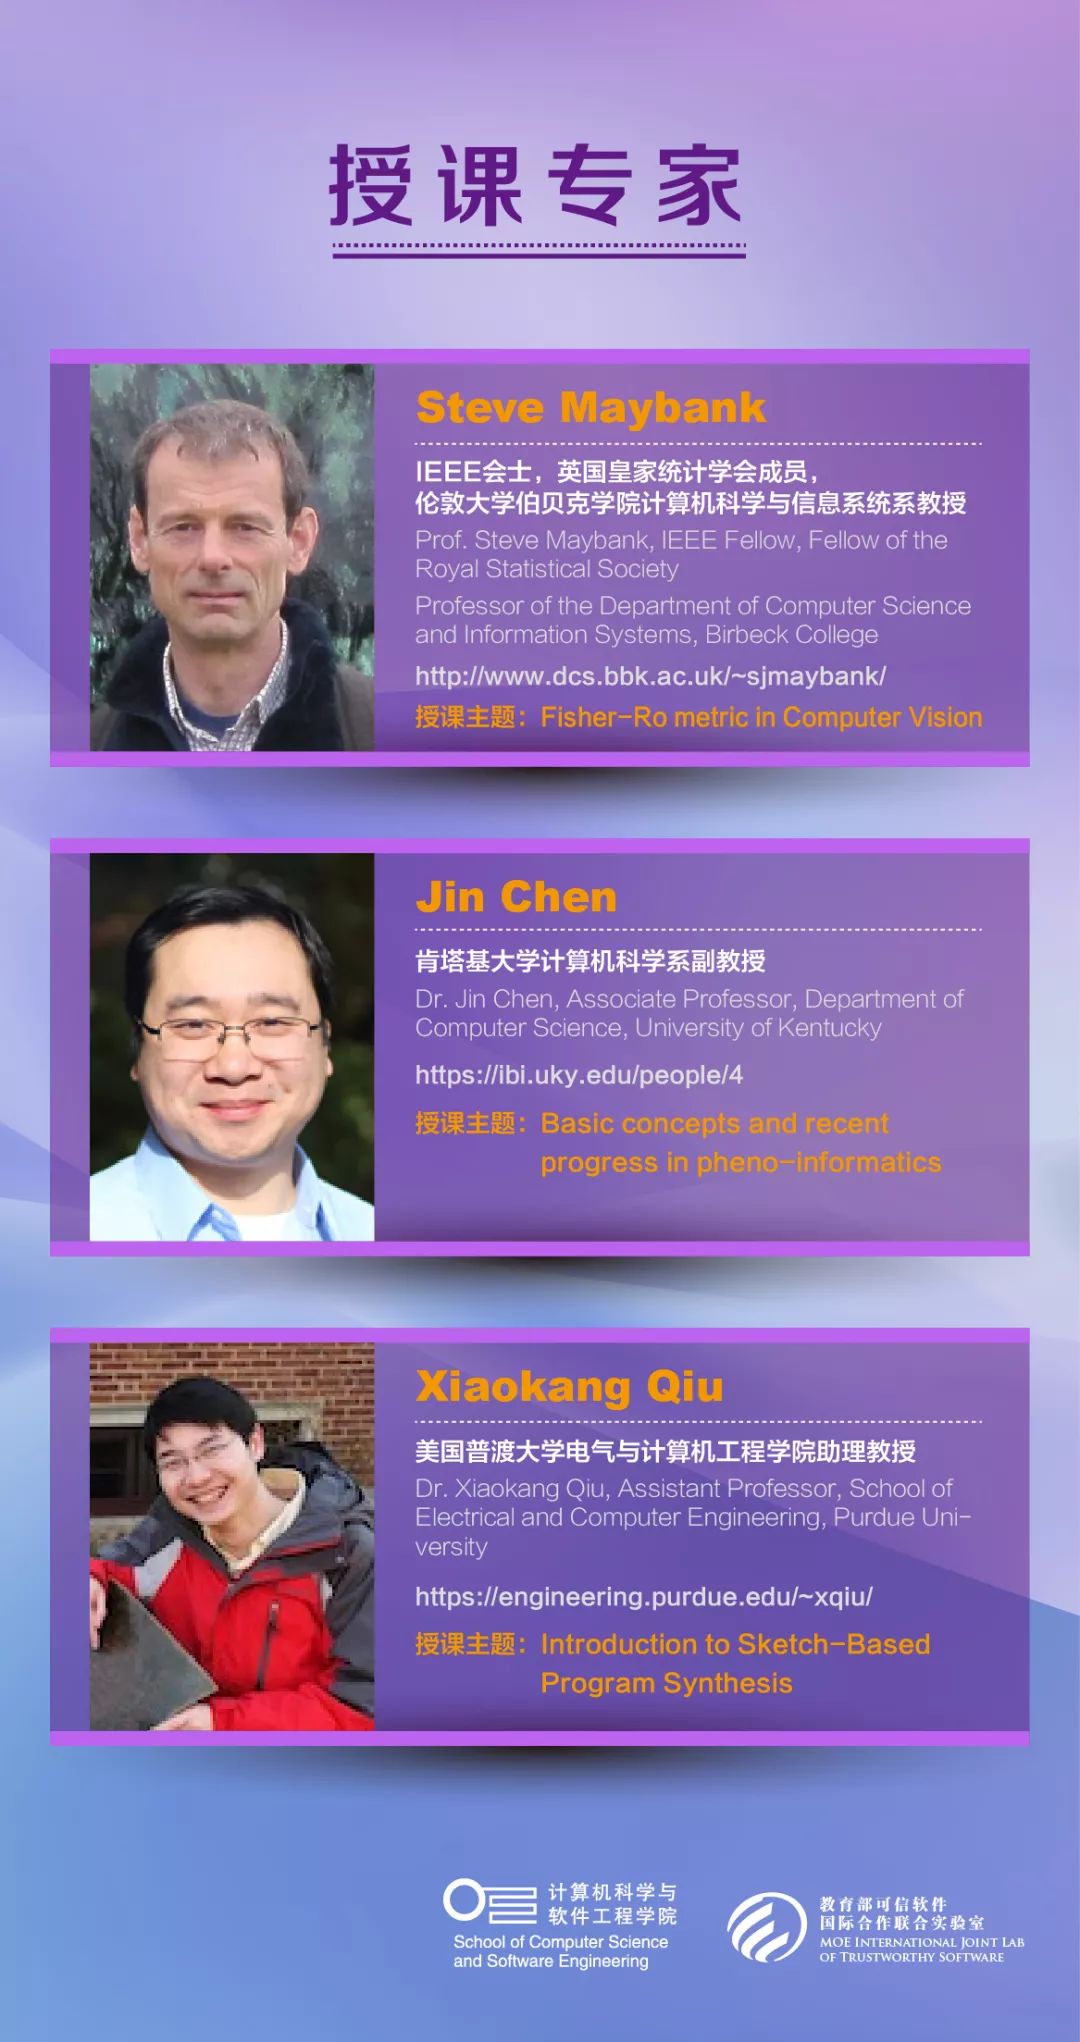 授课专家
Steve Maybank
IEEE会士，英国皇家统计学会成员，
伦敦大学伯贝克学院计算机科学与信息系统系教授
Prof. Steve Maybank, IEEE Fellow, Fellow of the
Royal Statistical Society
Professor of the Department of Computer Science
and Information Systems, Birbeck College
http://www.dcs.bbk.ac.uk/~sjmaybank/
授课主题：Fisher-Ro metric in Computer Vision
Jin Chen
肯塔基大学计算机科学系副教授
Dr. Jin Chen, Associate Professor, Department of
Computer Science, University of Kentucky
https://ibi.uky.edu/people/4
授课主题：Basic concepts and recent
progress in pheno-informatics
Xiaokang Qiu
美国普渡大学电气与计算机工程学院助理教授
Dr. Xiaokang Qiu, Assistant Professor, School of
Electrical and Computer Engineering, Purdue Uni-
versity
https://engineering.purdue.edu/~xqiu/
授课主题：Introduction to Sketch-Based
Program Synthesis
计算机科学与
软件工程学院
School of Computer Science
and Software Engineering
教育部可信软件
国际合作联合实验室
MOE INTERNATIONAL JOINT LAB
OF TRUSTWORTHY SOFTWARE